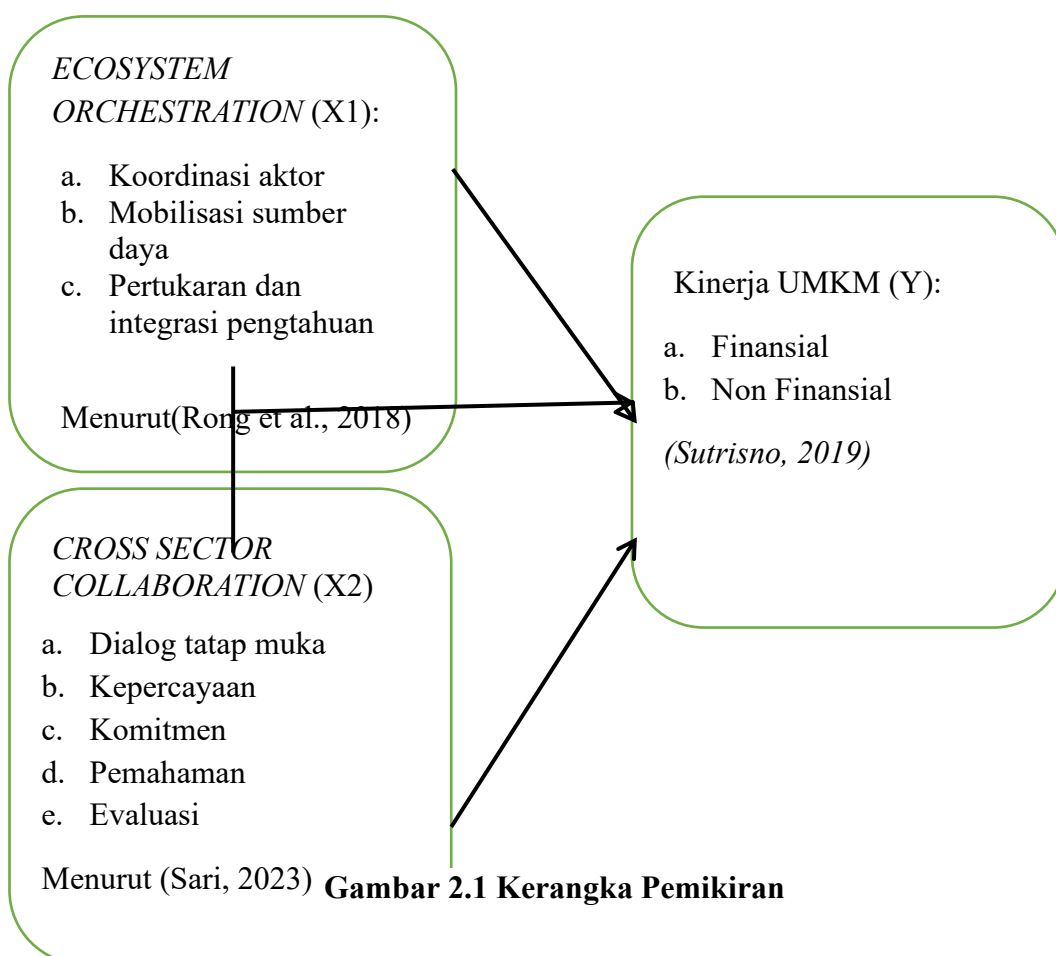 ECOSYSTEM
ORCHESTRATION (X1):
a. Koordinasi aktor
b. Mobilisasi sumber
daya
c. Pertukaran dan
integrasi pengtahuan
Menurut(Rong et al., 2018)
CROSS SECTOR
COLLABORATION (X2)
a. Dialog tatap muka
b. Kepercayaan
c. Komitmen
d. Pemahaman
e. Evaluasi
Menurut (Sari, 2023)
Kinerja UMKM (Y):
a. Finansial
b. Non Finansial
(Sutrisno, 2019)
Gambar 2.1 Kerangka Pemikiran